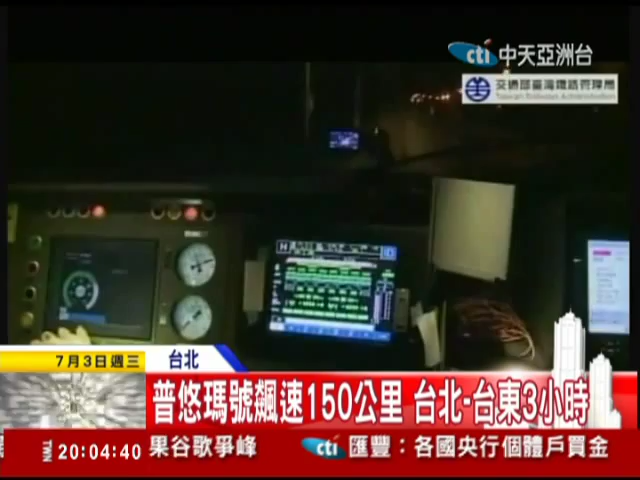 cti 中天亞洲台
交通部臺灣鐵路管理局
Taiwan Railways Administration
7月3日週三
台北
普悠瑪號飆速150公里 台北-台東3小時
TWN 20:04:40 果谷歌爭峰 cti 匯豐：各國央行個體戶買金